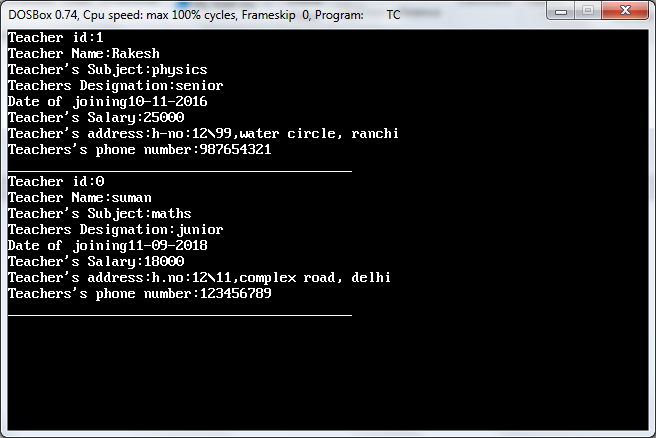 DOSBox 0.74, Cpu speed: max 100% cycles, Frameskip 0, Program: TC
Teacher id:1
Teacher Name:Rakesh
Teacher's Subject:physics
Teachers Designation:senior
Date of joining10-11-2016
Teacher's Salary:25000
Teacher's address:h-no:12\99,water circle, ranchi
Teachers's phone number:987654321
Teacher id:0
Teacher Name:suman
Teacher's Subject:maths
Teachers Designation:junior
Date of joining11-09-2018
Teacher's Salary:18000
Teacher's address:h.no:12\11,complex road, delhi
Teachers's phone number:123456789